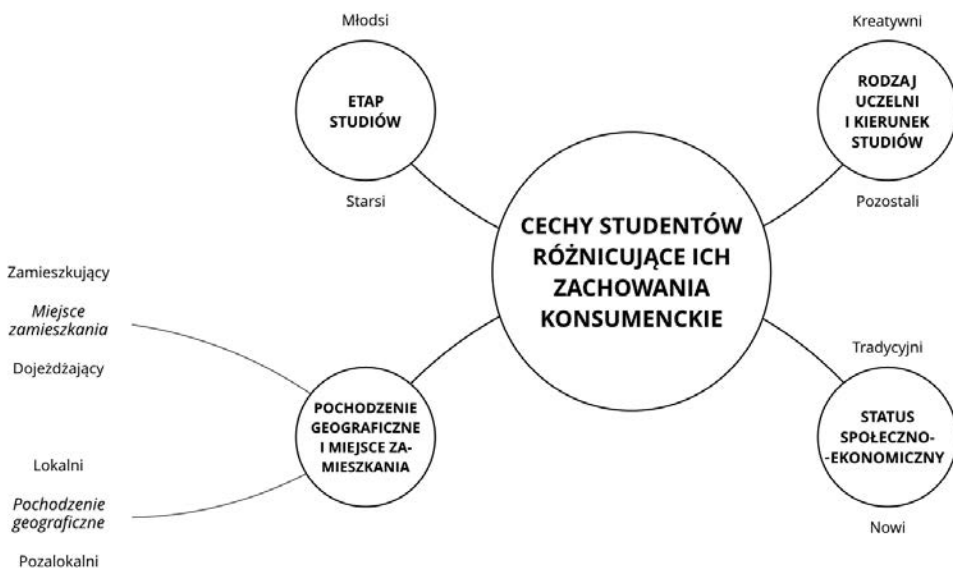 Młodsi
ETAP
STUDIÓW
Starsi
Kreatywni
RODZAJ
UCZELNI
I KIERUNEK
STUDIÓW
Pozostali
CECHY STUDENTÓW
RÓŻNICUJĄCE ICH
ZACHOWANIA
KONSUMENCKIE
Zamieszkujący
Miejsce
zamieszkania
Dojeżdżający
POCHODZENIE
GEOGRAFICZNE
I MIEJSCE ZA-
MIESZKANIA
Lokalni
Pochodzenie
geograficzne
Pozalokalni
Tradycyjni
STATUS
SPOŁECZNO-
-EKONOMICZNY
Nowi